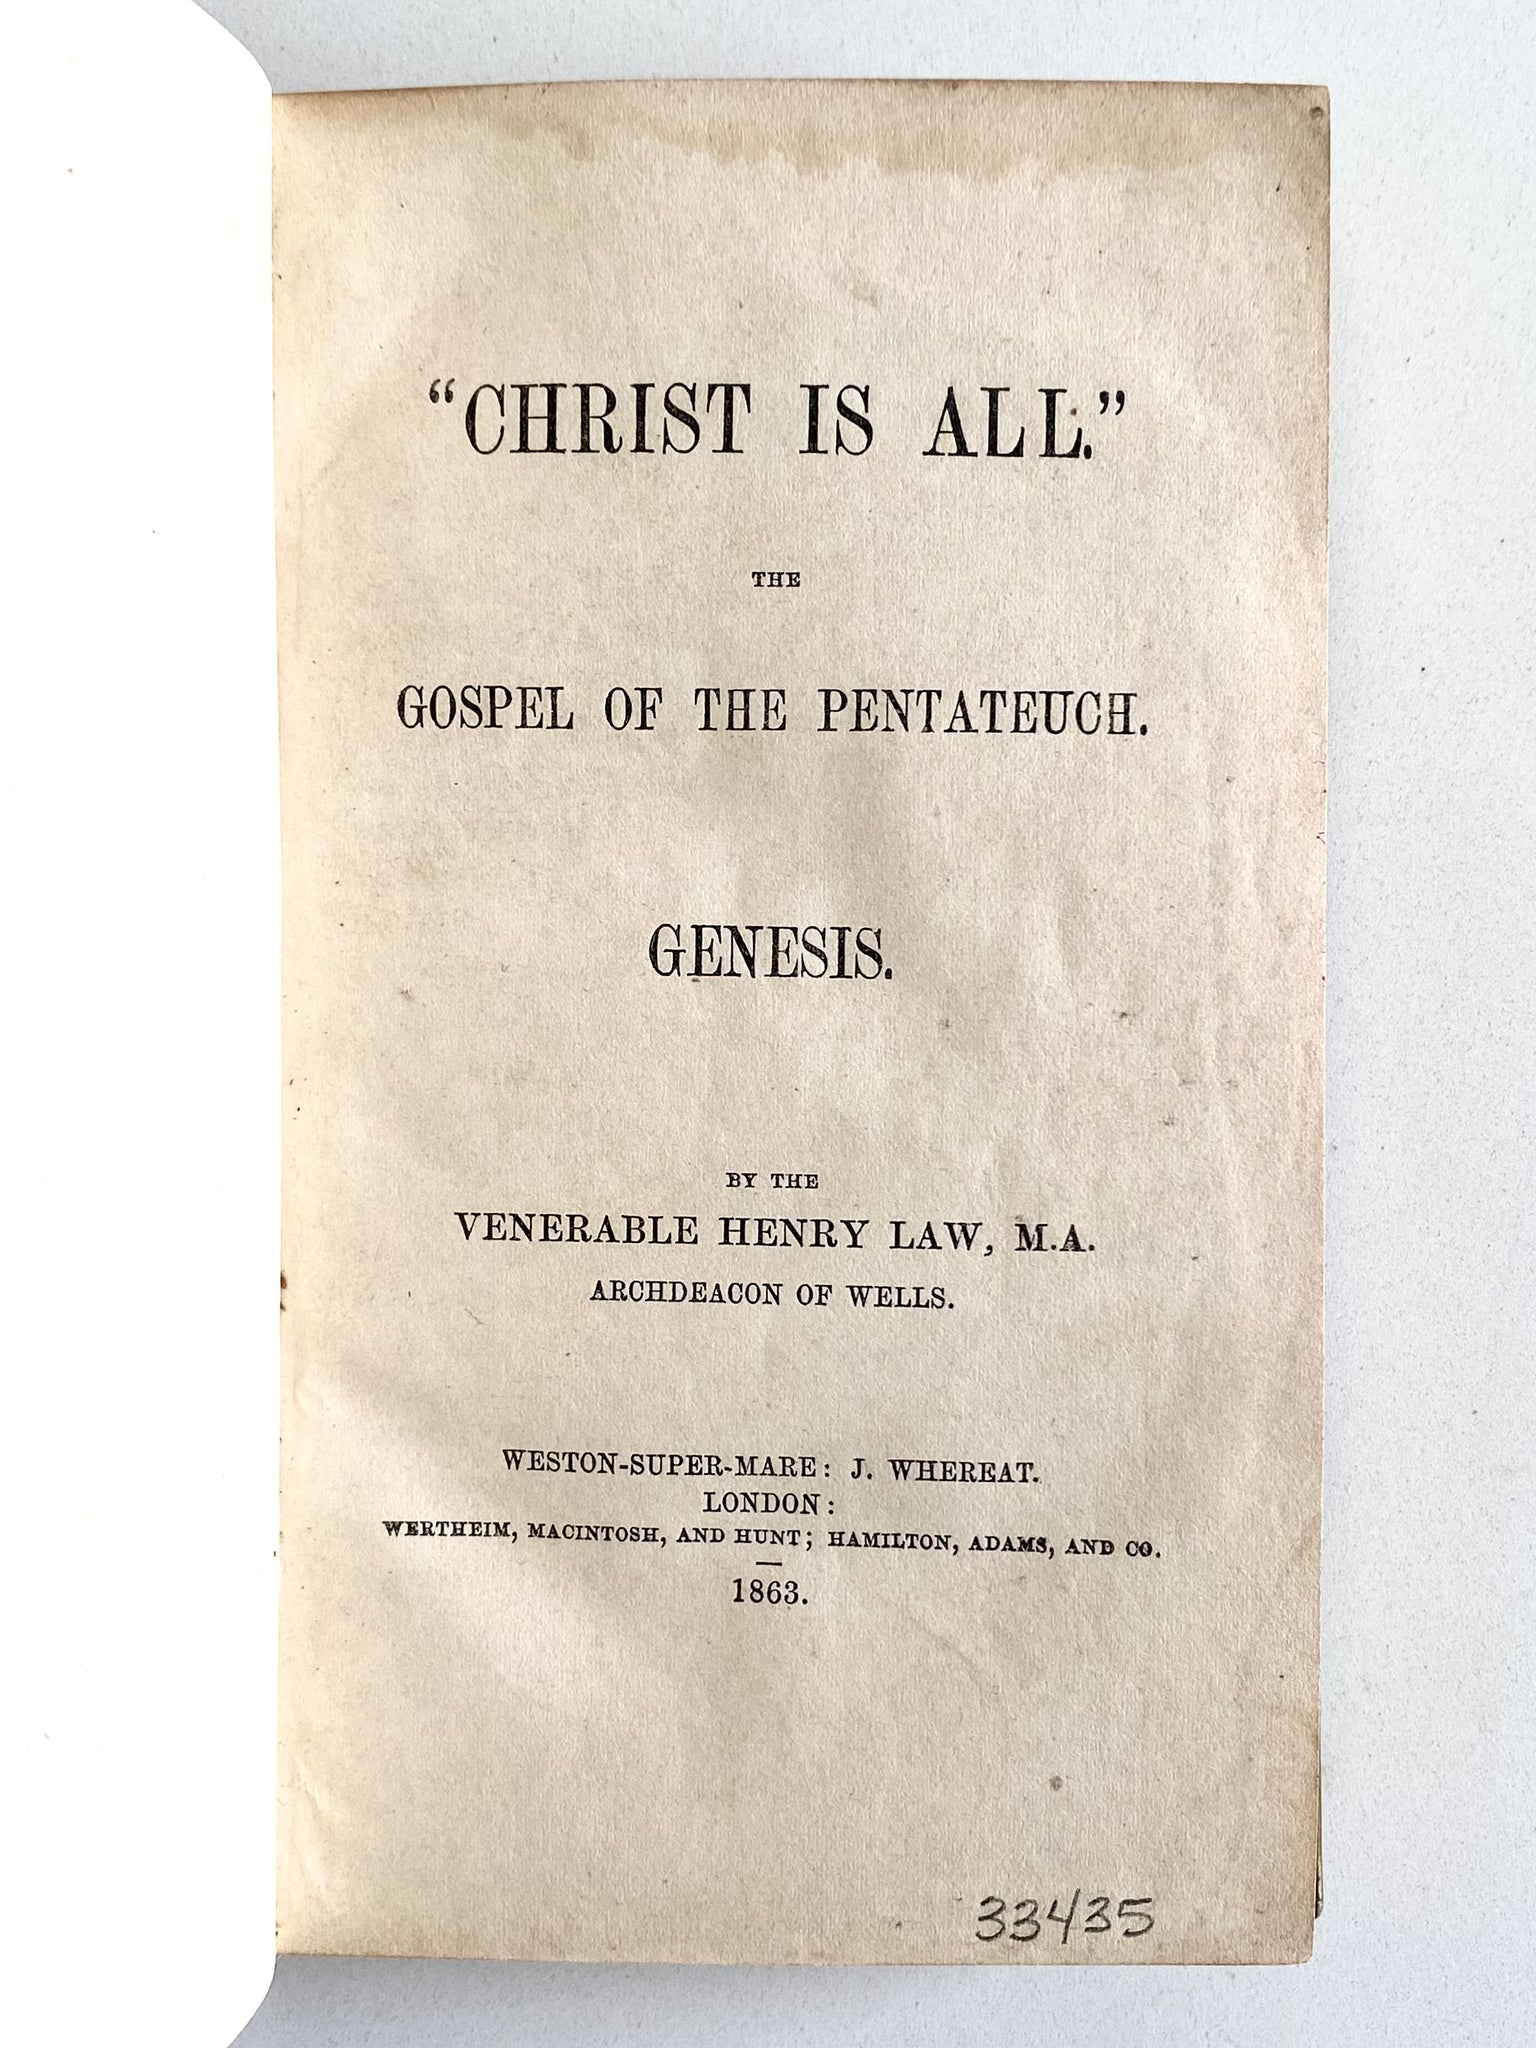 “CHRIST IS ALL.”
THE
GOSPEL OF THE PENTATEUCH.
GENESIS.
BY THE
VENERABLE HENRY LAW, M.A.
ARCHDEACON OF WELLS.
WESTON-SUPER-MARE: J. WHEREAT.
LONDON:
WERTHEIM, MACINTOSH, AND HUNT; HAMILTON, ADAMS, AND CO.
1863.
33435